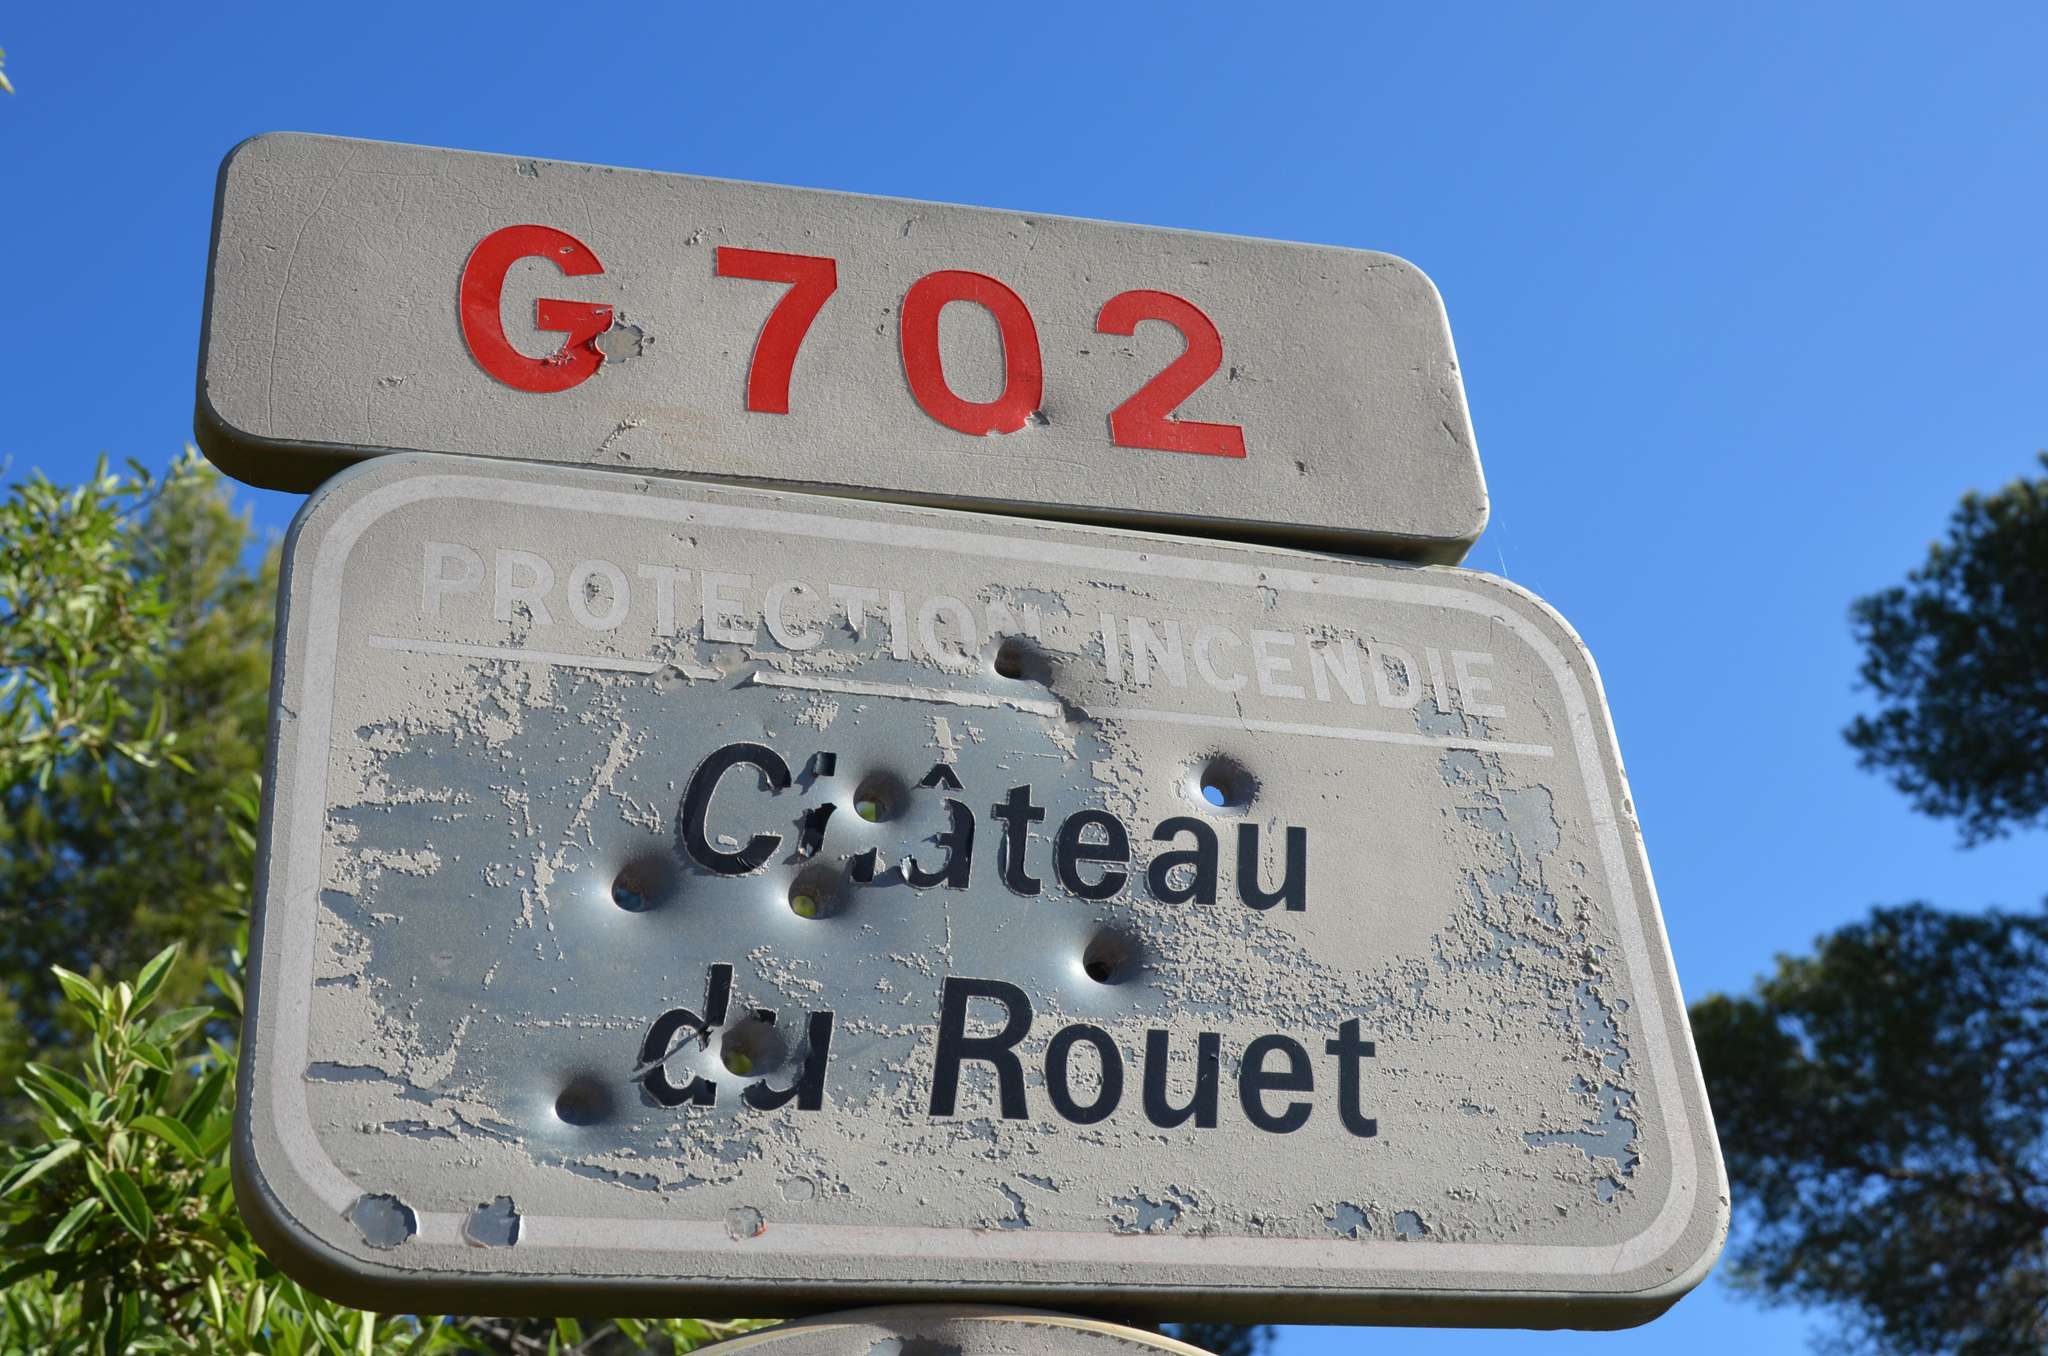 G 702
PROTECTION INCENDIE
Château
du Rouet